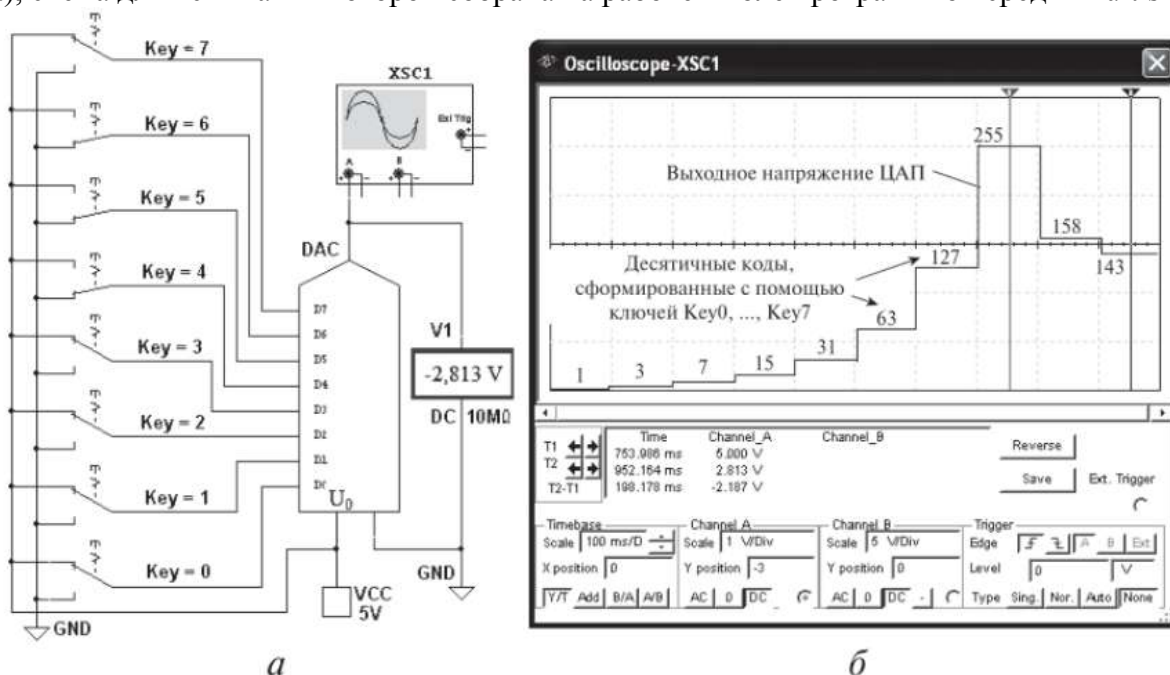 Key = 7
Key = 6
Key = 5
Key = 4
Key = 3
Key = 2
Key = 1
Key = 0
GND
XSC1
Ext Trig
A
B
DAC
D7
D6
D5
D4
D3
D2
D1
U0
V1
-2,813 V
DC 10MΩ
GND
VCC
5V
а
Oscilloscope-XSC1
255
Выходное напряжение ЦАП
158
127
143
Десятичные коды,
сформированные с помощью
ключей Key0, ..., Key7
63
31
15
7
3
1
Time Channel_A Channel_B
T1 753.986 ms 5.000 V
T2 952.164 ms 2.813 V
T2-T1 198.178 ms -2.187 V
Reverse
Save
Ext. Trigger
Timebase
Scale 100 ms/D
X position 0
Y/T Add B/A A/B
Channel A
Scale 1 V/Div
Y position -3
AC 0 DC
Channel B
Scale 5 V/Div
Y position 0
AC 0 DC -
Trigger
Edge A B Ext
Level 0 V
Type Sing. Nor. Auto None
б